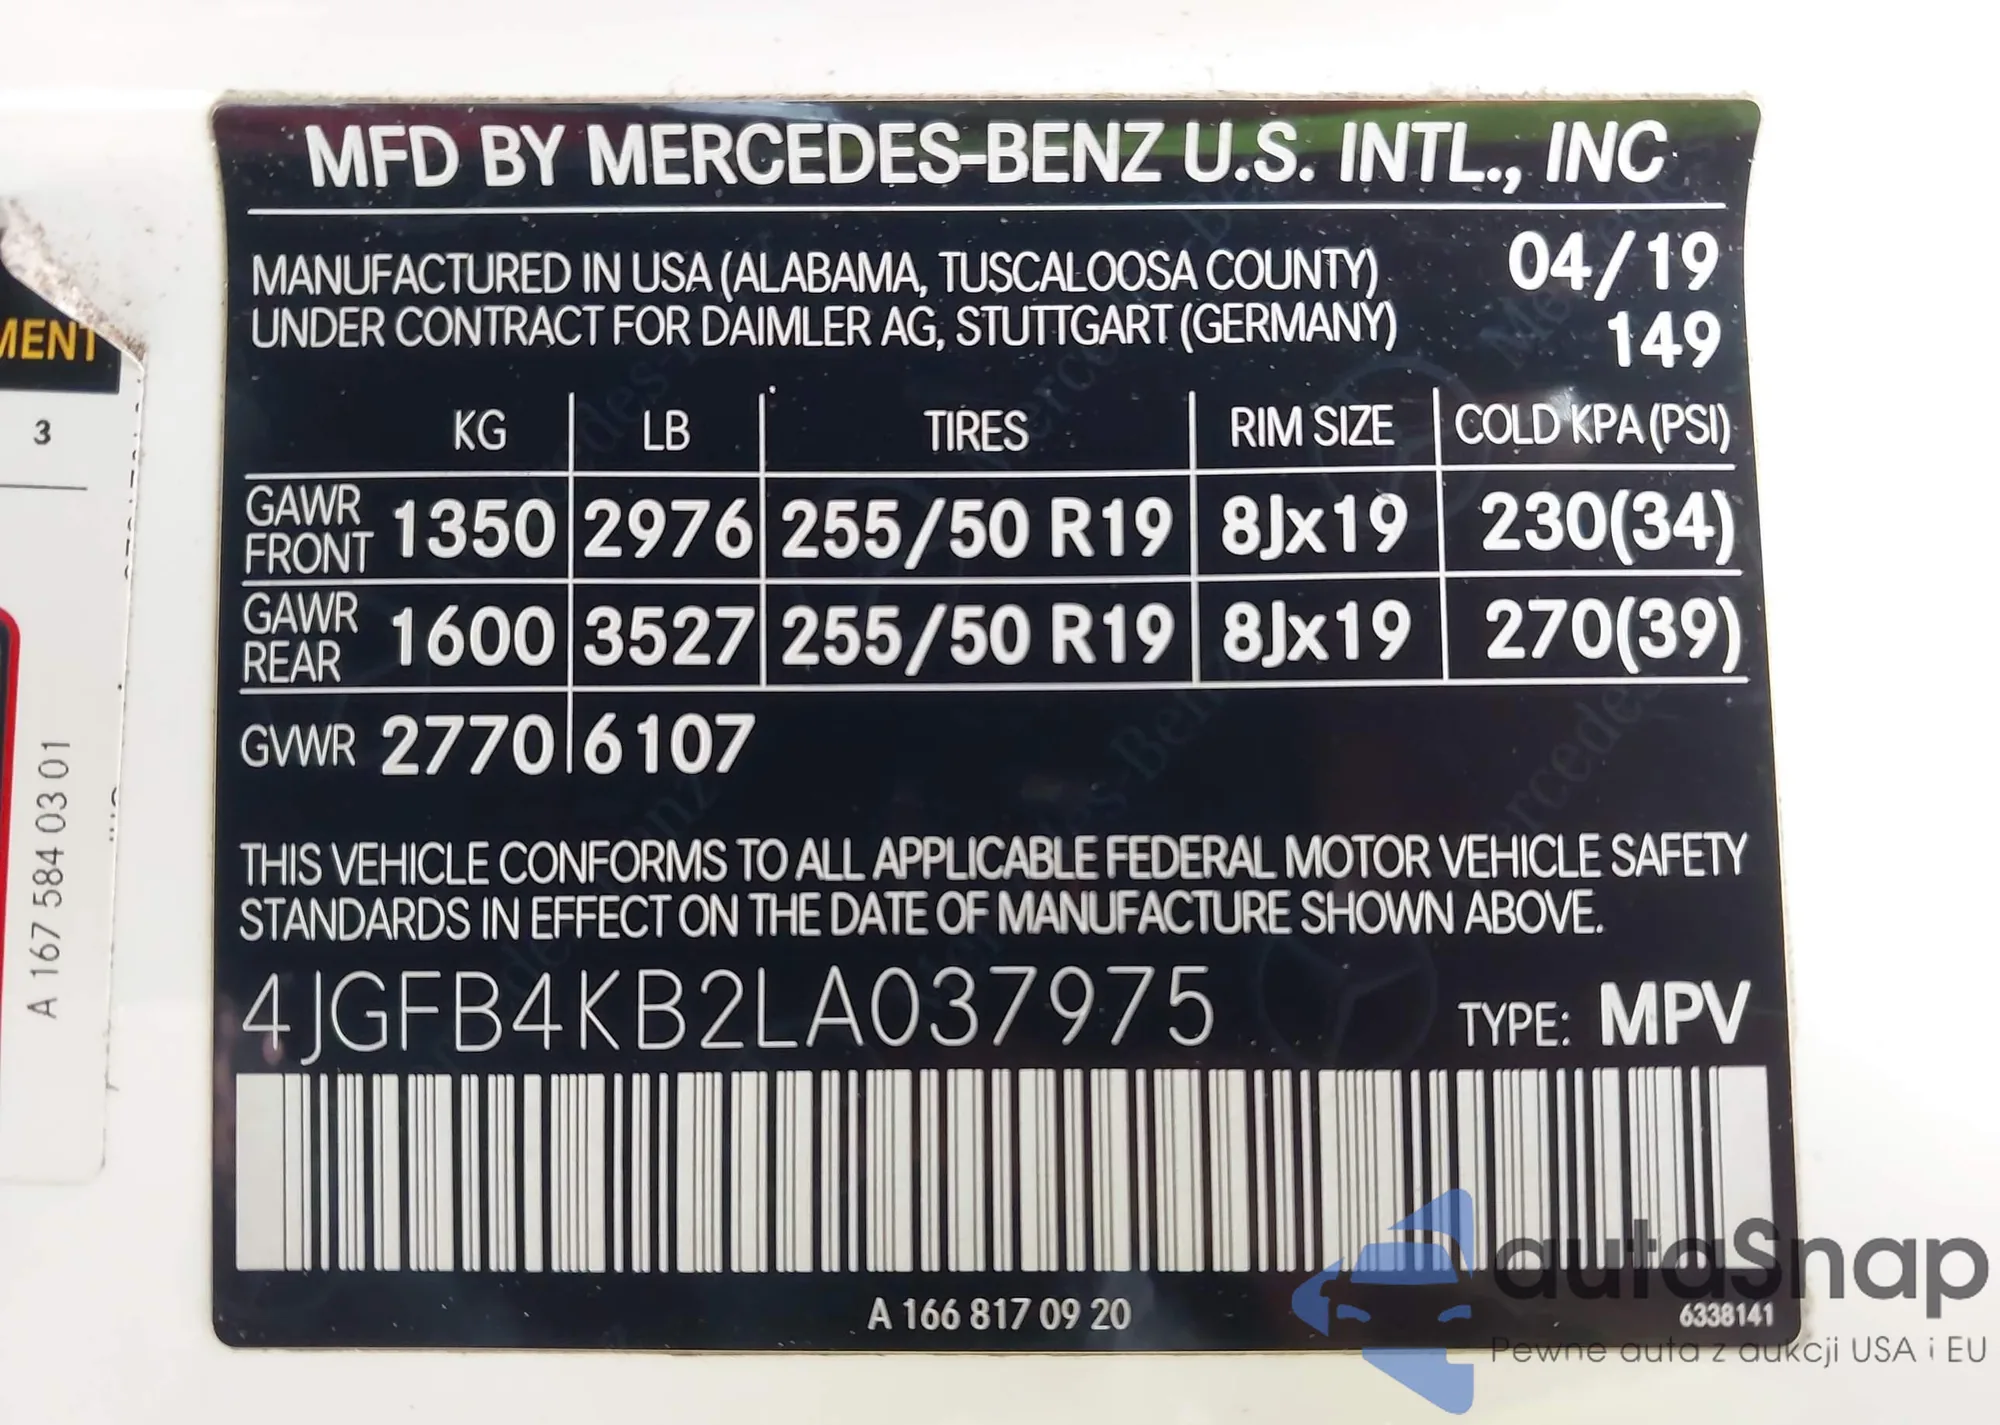 MFD BY MERCEDES-BENZ U.S. INTL., INC
MANUFACTURED IN USA (ALABAMA, TUSCALOOSA COUNTY) 04/19
UNDER CONTRACT FOR DAIMLER AG, STUTTGART (GERMANY) 149
KG LB TIRES RIM SIZE COLD KPA (PSI)
GAWR FRONT 1350 2976 255/50 R19 8Jx19 230(34)
GAWR REAR 1600 3527 255/50 R19 8Jx19 270(39)
GVWR 2770 6107
THIS VEHICLE CONFORMS TO ALL APPLICABLE FEDERAL MOTOR VEHICLE SAFETY
STANDARDS IN EFFECT ON THE DATE OF MANUFACTURE SHOWN ABOVE.
4JGFB4KB2LA037975 TYPE: MPV
A 166 817 09 20
6338141
3
A 167 584 03 01
autaSnap
Pewne auta z aukcji USA i EU